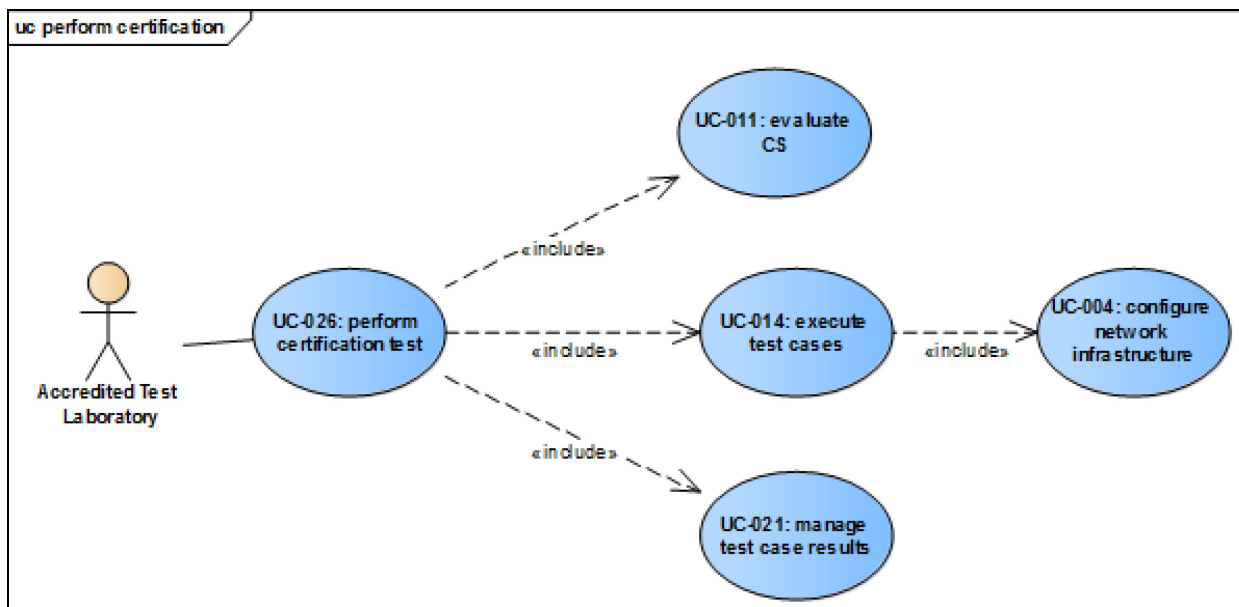 uc perform certification
UC-011: evaluate
CS
«include»
UC-026: perform
certification test
«include»
UC-014: execute
test cases
«include»
UC-004: configure
network
infrastructure
Accredited Test
Laboratory
«include»
UC-021: manage
test case results